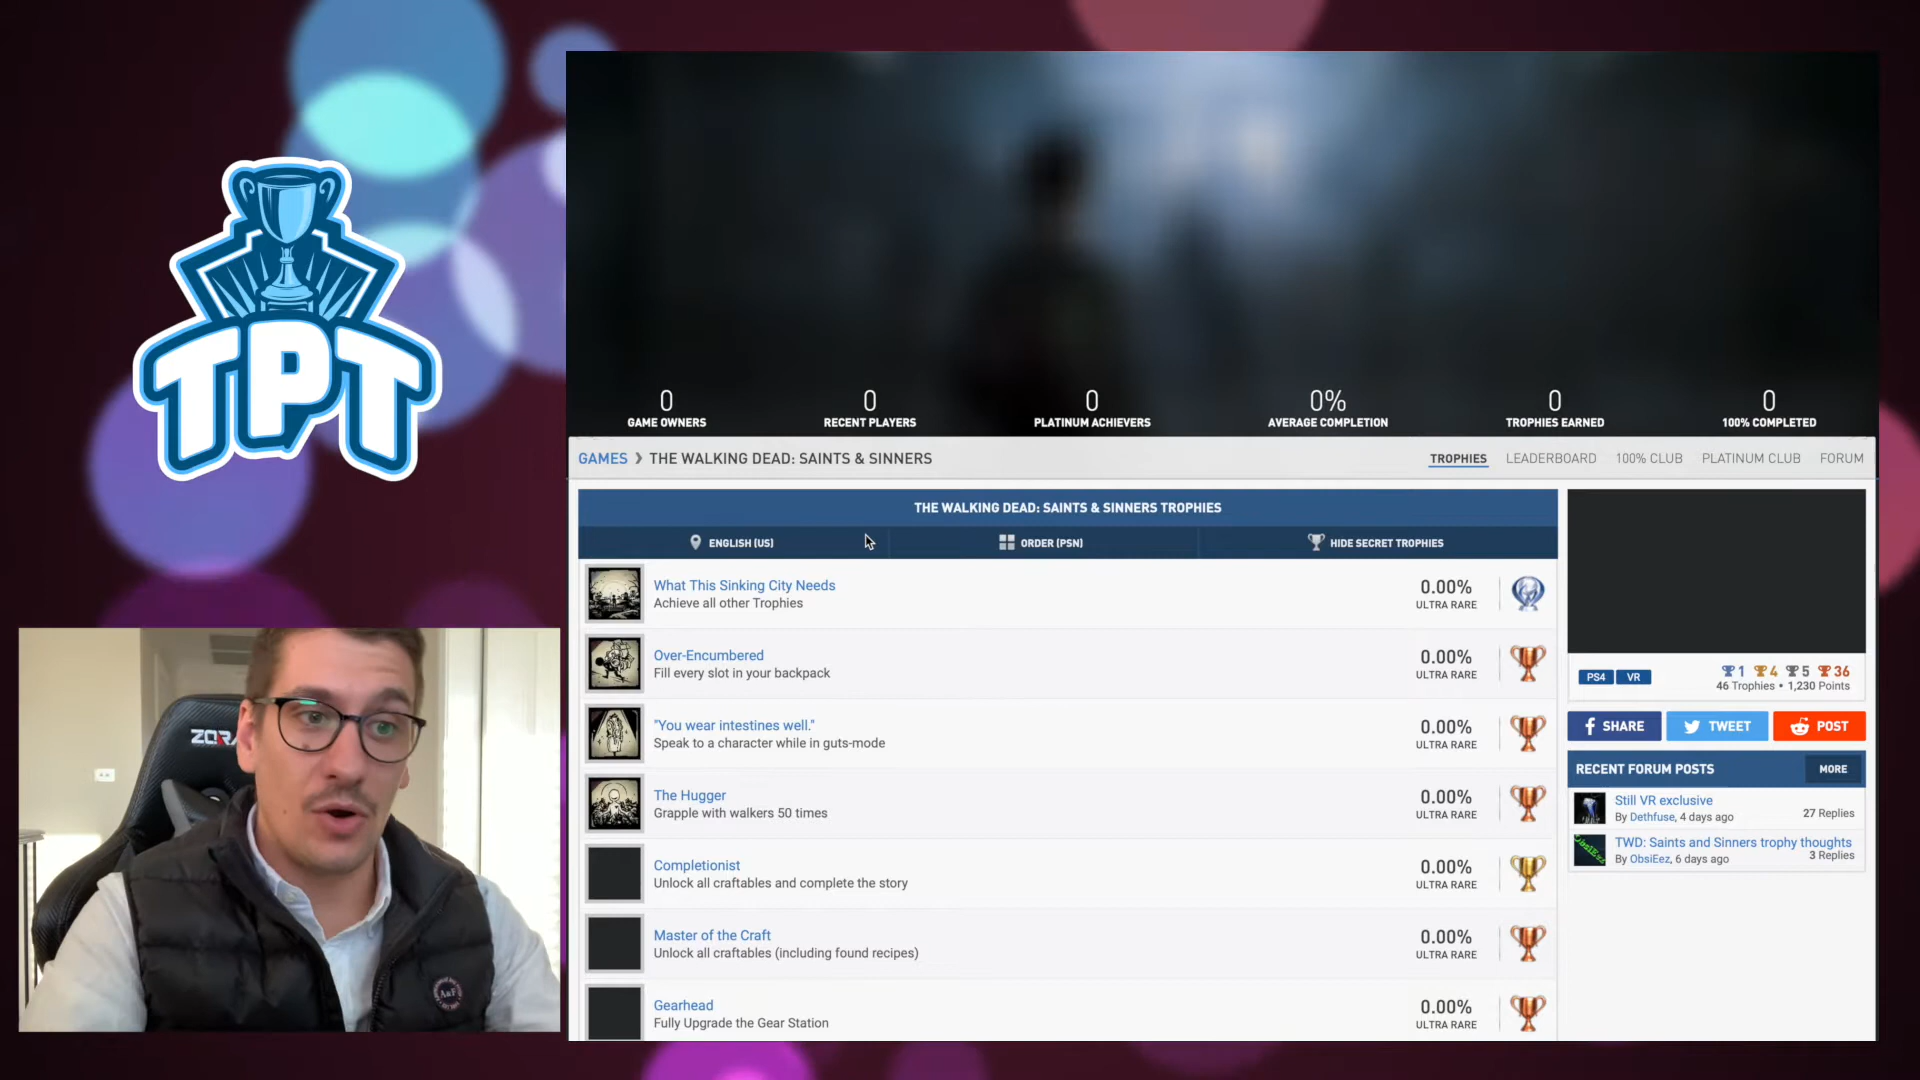 TPT
ZORA
A&F
0
GAME OWNERS
0
RECENT PLAYERS
0
PLATINUM ACHIEVERS
0%
AVERAGE COMPLETION
0
TROPHIES EARNED
0
100% COMPLETED
GAMES › THE WALKING DEAD: SAINTS & SINNERS
TROPHIES LEADERBOARD 100% CLUB PLATINUM CLUB FORUM
THE WALKING DEAD: SAINTS & SINNERS TROPHIES
ENGLISH (US) ORDER (PSN) HIDE SECRET TROPHIES
What This Sinking City Needs
Achieve all other Trophies
0.00%
ULTRA RARE
Over-Encumbered
Fill every slot in your backpack
0.00%
ULTRA RARE
"You wear intestines well."
Speak to a character while in guts-mode
0.00%
ULTRA RARE
The Hugger
Grapple with walkers 50 times
0.00%
ULTRA RARE
Completionist
Unlock all craftables and complete the story
0.00%
ULTRA RARE
Master of the Craft
Unlock all craftables (including found recipes)
0.00%
ULTRA RARE
Gearhead
Fully Upgrade the Gear Station
0.00%
ULTRA RARE
PS4 VR
1 4 5 36
46 Trophies • 1,230 Points
SHARE TWEET POST
RECENT FORUM POSTS MORE
Still VR exclusive
By Dethfuse, 4 days ago
27 Replies
TWD: Saints and Sinners trophy thoughts
By ObsiEez, 6 days ago
3 Replies